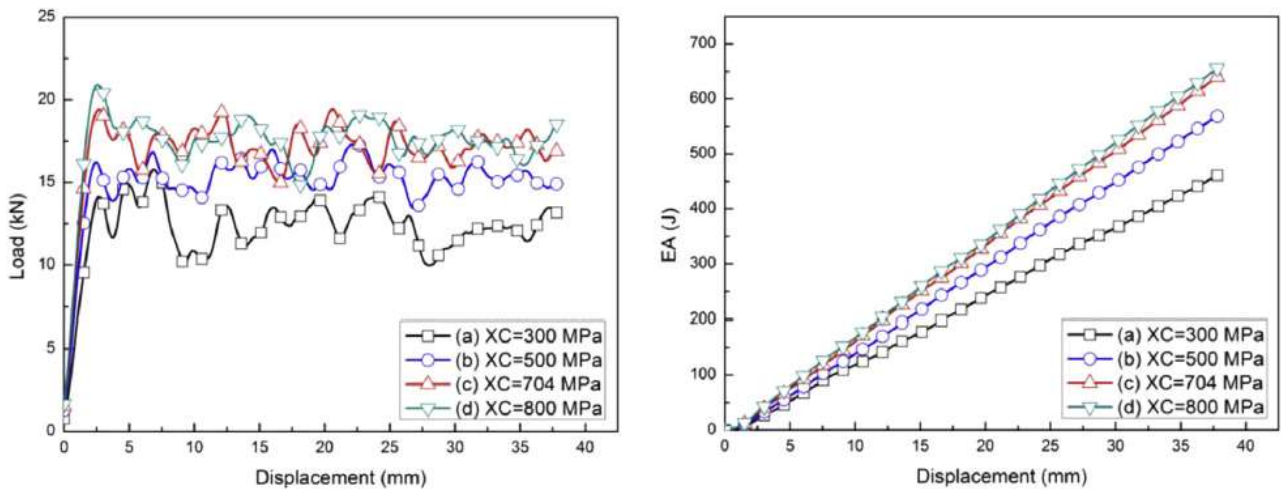 25
20
15
10
5
0
Load (kN)
0 5 10 15 20 25 30 35 40
Displacement (mm)
(a) XC=300 MPa
(b) XC=500 MPa
(c) XC=704 MPa
(d) XC=800 MPa
700
600
500
400
300
200
100
0
EA (J)
0 5 10 15 20 25 30 35 40
Displacement (mm)
(a) XC=300 MPa
(b) XC=500 MPa
(c) XC=704 MPa
(d) XC=800 MPa